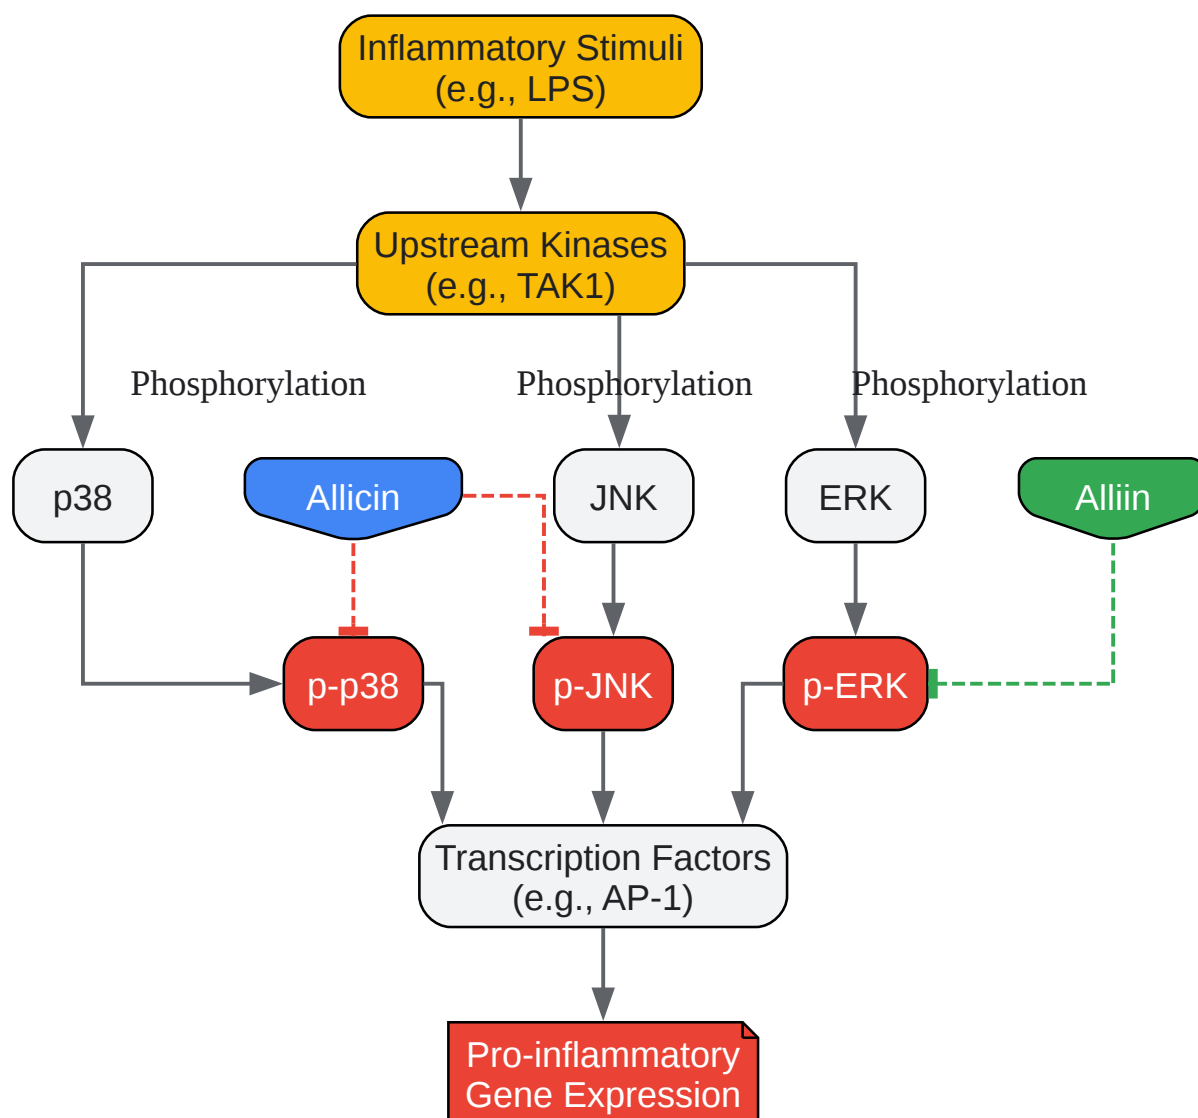 Inflammatory Stimuli
(e.g., LPS)
Upstream Kinases
(e.g., TAK1)
Phosphorylation
Phosphorylation
Phosphorylation
p38
Allicin
JNK
ERK
Alliin
p-p38
p-JNK
p-ERK
Transcription Factors
(e.g., AP-1)
Pro-inflammatory
Gene Expression